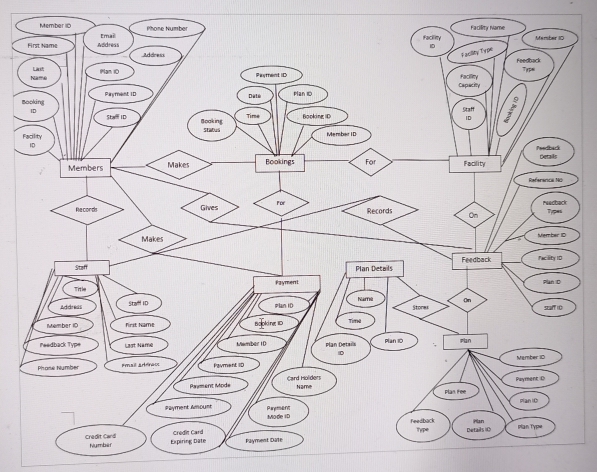 Member ID
Phone Number
Email
Address
First Name
Address
Last
Name
Plan ID
Payment ID
Booking
ID
Staff ID
Facility
ID
Members
Payment ID
Data
Plan ID
Time
Booking ID
Booking
Status
Member ID
Makes
Bookings
For
Facility Name
Facility
ID
Member ID
Facility Type
Feedback
Type
Facility
Capacity
Staff
ID
Booking ID
Facility
Feedback
Details
Reference No
Feedback
Types
Member ID
Facility ID
Plan ID
Staff ID
Records
Gives
For
Records
On
Makes
Feedback
Staff
Title
Staff ID
Address
Member ID
First Name
Feedback Type
Last Name
Phone Number
Email Address
Payment
Plan ID
Booking ID
Member ID
Payment ID
Payment Mode
Payment Amount
Credit Card
Number
Credit Card
Expiring Date
Payment Date
Payment
Mode ID
Card Holders
Name
Plan Details
Name
Time
Plan Details
ID
Plan ID
Stores
On
Plan
Member ID
Payment ID
Plan Fee
Plan ID
Feedback
Type
Plan
Details ID
Plan Type